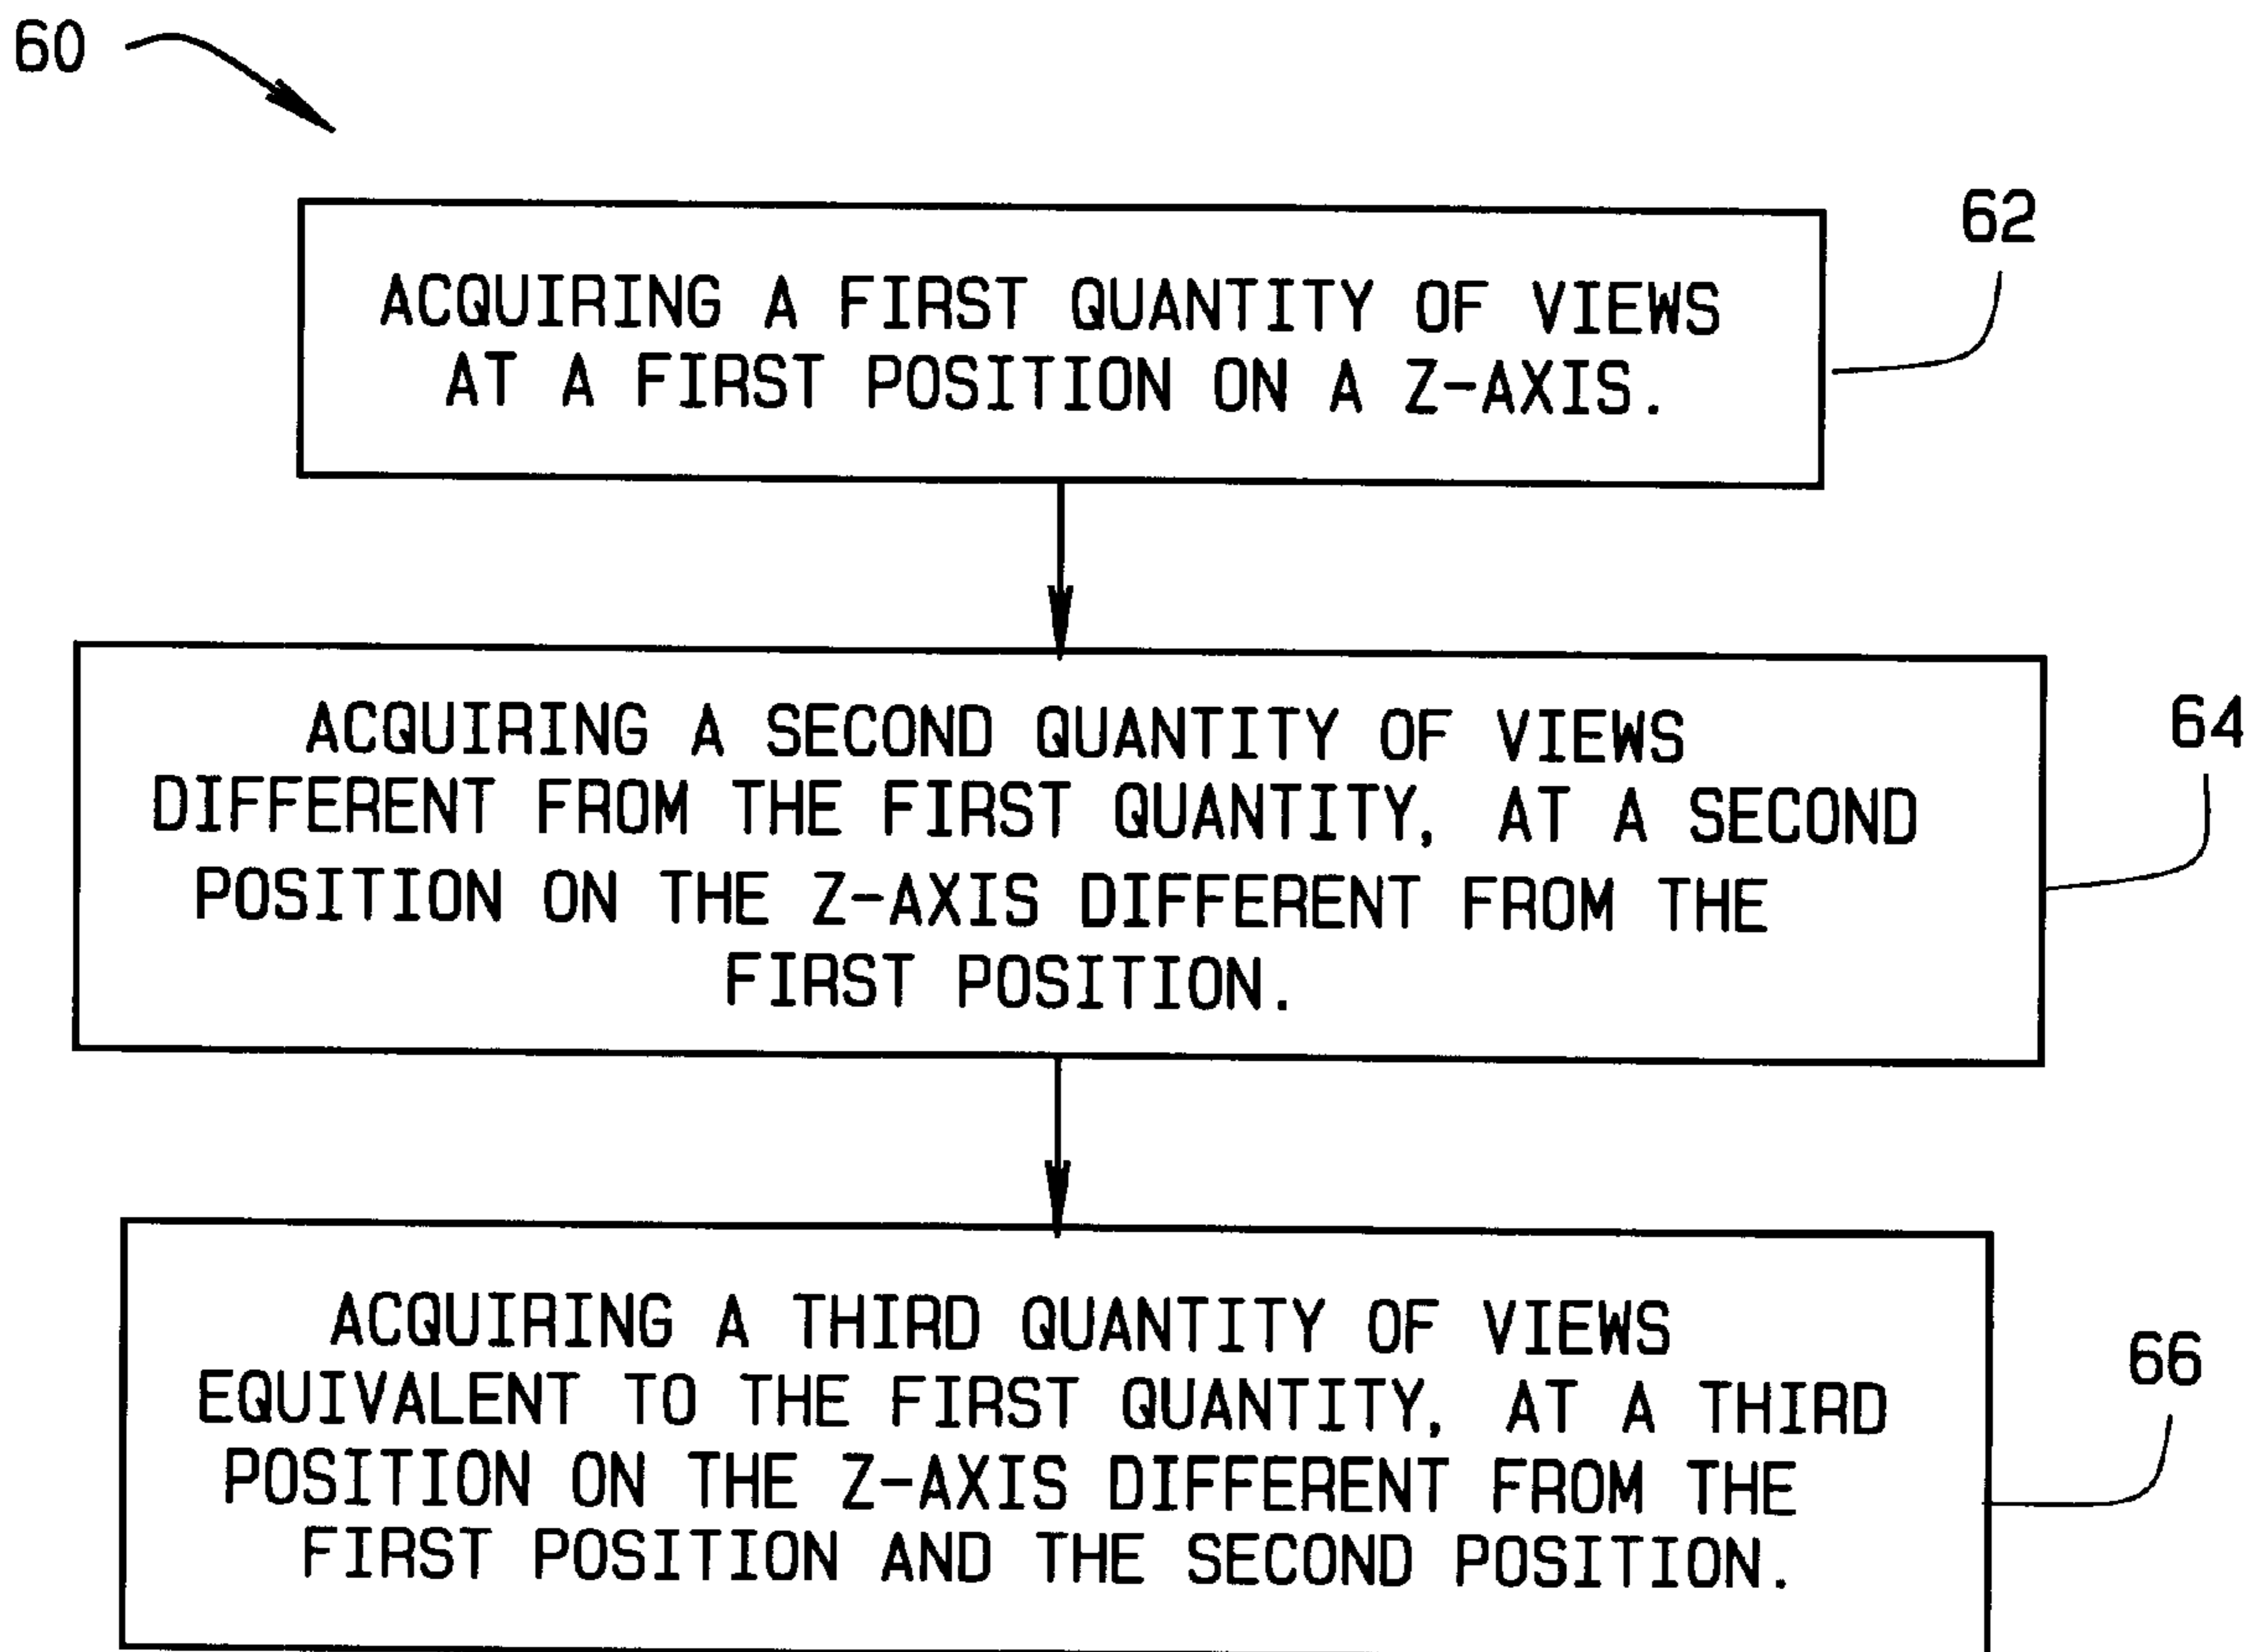 60
62
ACQUIRING A FIRST QUANTITY OF VIEWS
AT A FIRST POSITION ON A Z-AXIS.
64
ACQUIRING A SECOND QUANTITY OF VIEWS
DIFFERENT FROM THE FIRST QUANTITY, AT A SECOND
POSITION ON THE Z-AXIS DIFFERENT FROM THE
FIRST POSITION.
66
ACQUIRING A THIRD QUANTITY OF VIEWS
EQUIVALENT TO THE FIRST QUANTITY, AT A THIRD
POSITION ON THE Z-AXIS DIFFERENT FROM THE
FIRST POSITION AND THE SECOND POSITION.